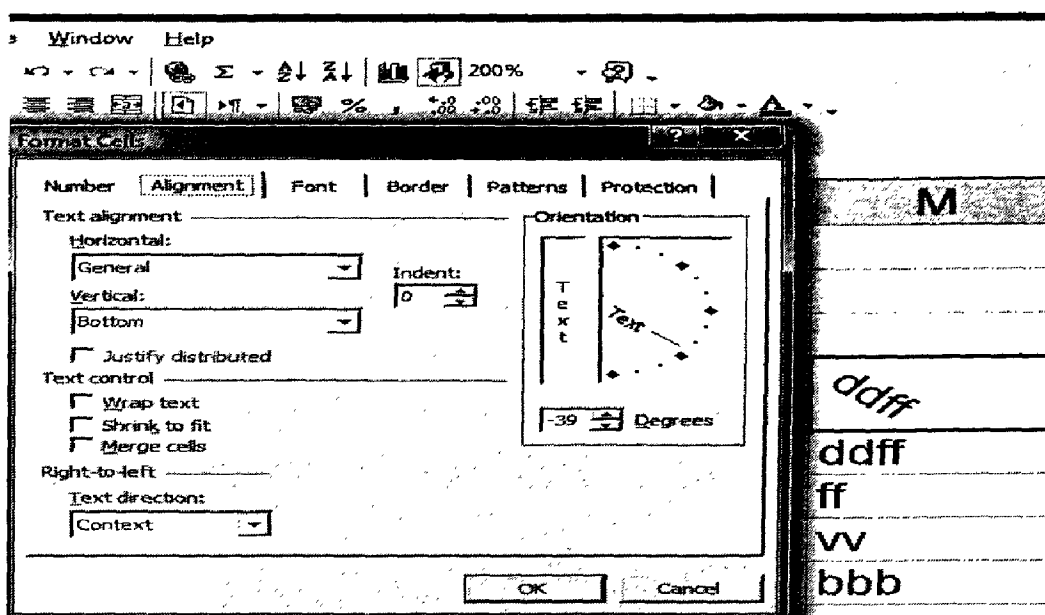 Window Help
Σ 200%
%
Format Cells ? X
Number Alignment Font Border Patterns Protection
Text alignment
Horizontal:
General
Indent:
0
Vertical:
Bottom
Justify distributed
Text control
Wrap text
Shrink to fit
Merge cells
Right-to-left
Text direction:
Context
Orientation
Text
Text
-39 Degrees
OK Cancel
M
ddff
ddff
ff
vv
bbb